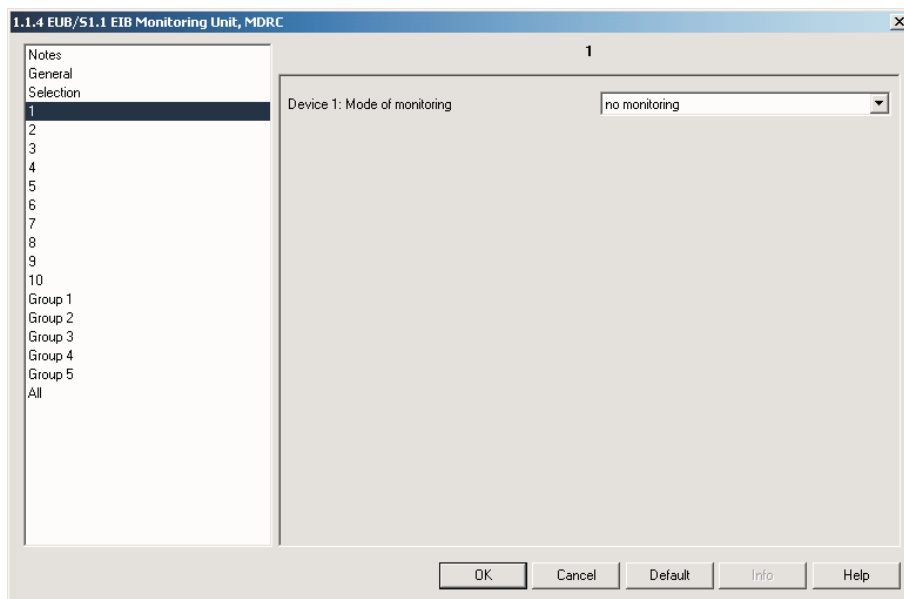 1.1.4 EUB/S1.1 EIB Monitoring Unit, MDRC
Notes
General
Selection
1
2
3
4
5
6
7
8
9
10
Group 1
Group 2
Group 3
Group 4
Group 5
All
1
Device 1: Mode of monitoring no monitoring
OK Cancel Default Info Help